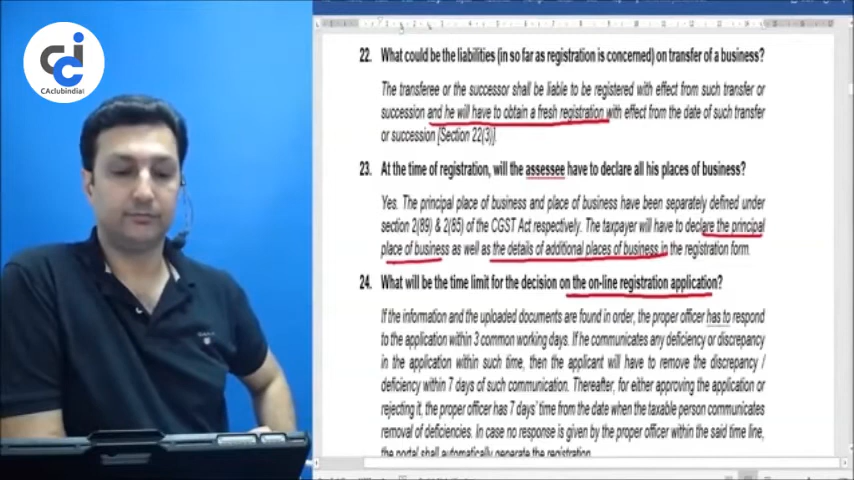 CAclubindia
22. What could be the liabilities (in so far as registration is concerned) on transfer of a business?
The transferee or the successor shall be liable to be registered with effect from such transfer or
succession and he will have to obtain a fresh registration with effect from the date of such transfer
or succession [Section 22(3)].
23. At the time of registration, will the assessee have to declare all his places of business?
Yes. The principal place of business and place of business have been separately defined under
section 2(89) & 2(85) of the CGST Act respectively. The taxpayer will have to declare the principal
place of business as well as the details of additional places of business in the registration form.
24. What will be the time limit for the decision on the on-line registration application?
If the information and the uploaded documents are found in order, the proper officer has to respond
to the application within 3 common working days. If he communicates any deficiency or discrepancy
in the application within such time, then the applicant will have to remove the discrepancy /
deficiency within 7 days of such communication. Thereafter, for either approving the application or
rejecting it, the proper officer has 7 days' time from the date when the taxable person communicates
removal of deficiencies. In case no response is given by the proper officer within the said time line,
the portal shall automatically generate the registration.